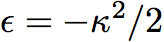 ϵ = −κ²/2